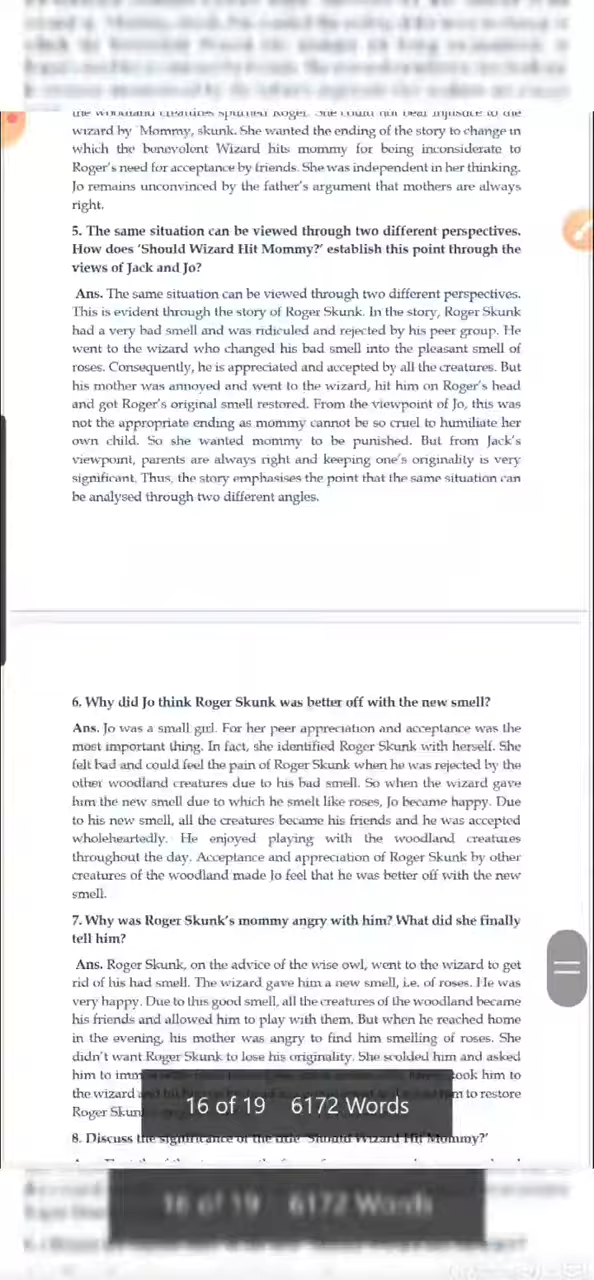 wizard by 'Mommy, skunk. She wanted the ending of the story to change in
which the benevolent Wizard hits mommy for being inconsiderate to
Roger's need for acceptance by friends. She was independent in her thinking.
Jo remains unconvinced by the father's argument that mothers are always
right.
5. The same situation can be viewed through two different perspectives.
How does 'Should Wizard Hit Mommy?' establish this point through the
views of Jack and Jo?
Ans. The same situation can be viewed through two different perspectives.
This is evident through the story of Roger Skunk. In the story, Roger Skunk
had a very bad smell and was ridiculed and rejected by his peer group. He
went to the wizard who changed his bad smell into the pleasant smell of
roses. Consequently, he is appreciated and accepted by all the creatures. But
his mother was annoyed and went to the wizard, hit him on Roger's head
and got Roger's original smell restored. From the viewpoint of Jo, this was
not the appropriate ending as mommy cannot be so cruel to humiliate her
own child. So she wanted mommy to be punished. But from Jack's
viewpoint, parents are always right and keeping one's originality is very
significant. Thus, the story emphasises the point that the same situation can
be analysed through two different angles.
6. Why did Jo think Roger Skunk was better off with the new smell?
Ans. Jo was a small girl. For her peer appreciation and acceptance was the
most important thing. In fact, she identified Roger Skunk with herself. She
felt bad and could feel the pain of Roger Skunk when he was rejected by the
other woodland creatures due to his bad smell. So when the wizard gave
him the new smell due to which he smelt like roses, Jo became happy. Due
to his new smell, all the creatures became his friends and he was accepted
wholeheartedly. He enjoyed playing with the woodland creatures
throughout the day. Acceptance and appreciation of Roger Skunk by other
creatures of the woodland made Jo feel that he was better off with the new
smell.
7. Why was Roger Skunk's mommy angry with him? What did she finally
tell him?
Ans. Roger Skunk, on the advice of the wise owl, went to the wizard to get
rid of his bad smell. The wizard gave him a new smell, i.e. of roses. He was
very happy. Due to this good smell, all the creatures of the woodland became
his friends and allowed him to play with them. But when he reached home
in the evening, his mother was angry to find him smelling of roses. She
didn't want Roger Skunk to lose his originality. She scolded him and asked
him to took him to
the wizard to restore
Roger
16 of 19 6172 Words
8. Discuss the significance of the title 'Should Wizard Hit Mommy?'
16 of 19 6172 Words